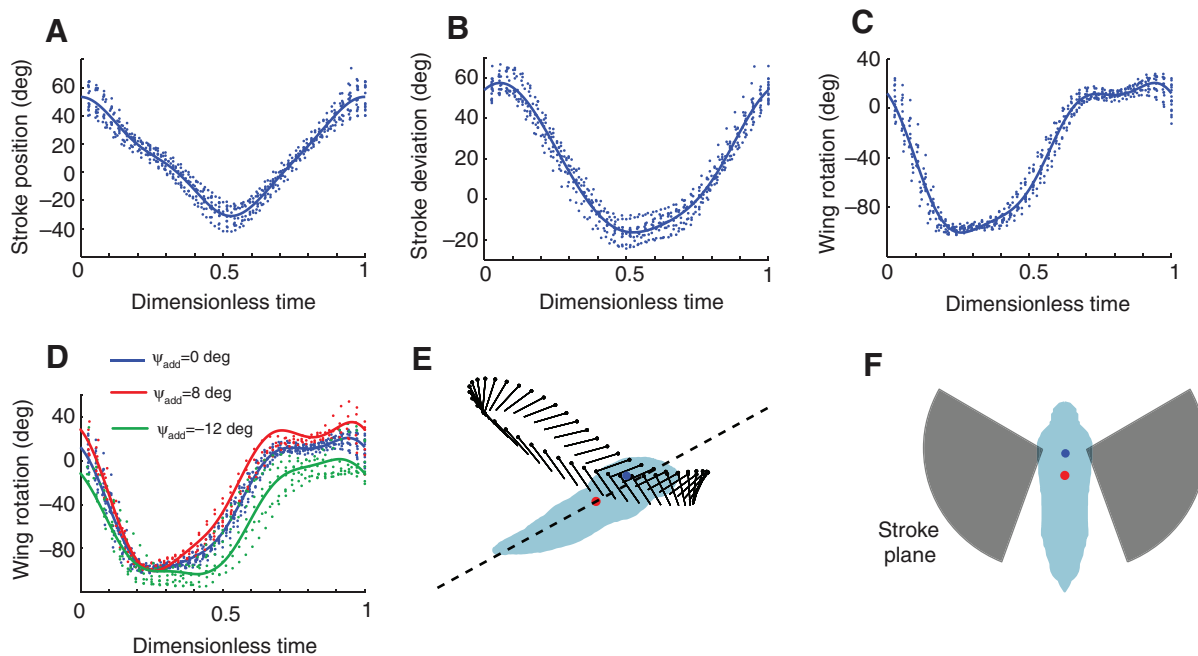 A
Stroke position (deg)
60
40
20
0
−20
−40
60
0
0.5
1
Dimensionless time
B
Stroke deviation (deg)
60
40
20
0
−20
0
0.5
1
Dimensionless time
C
Wing rotation (deg)
40
0
−40
−80
0
0.5
1
Dimensionless time
D
ψadd=0 deg
ψadd=8 deg
ψadd=−12 deg
Wing rotation (deg)
40
0
−40
−80
0
0.5
1
Dimensionless time
E
F
Stroke
plane